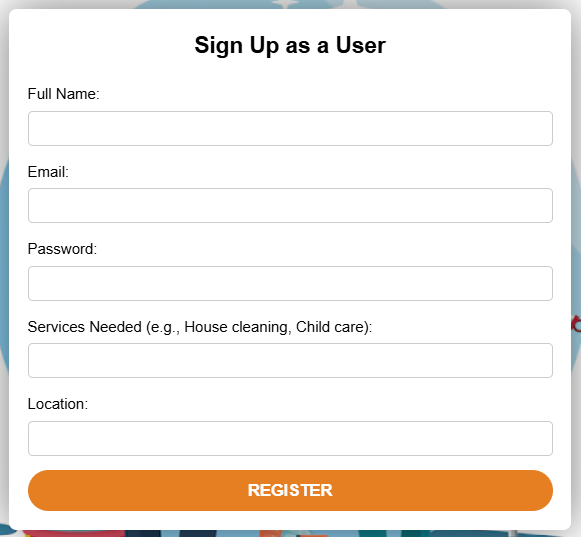 Sign Up as a User
Full Name:
Email:
Password:
Services Needed (e.g., House cleaning, Child care):
Location:
REGISTER